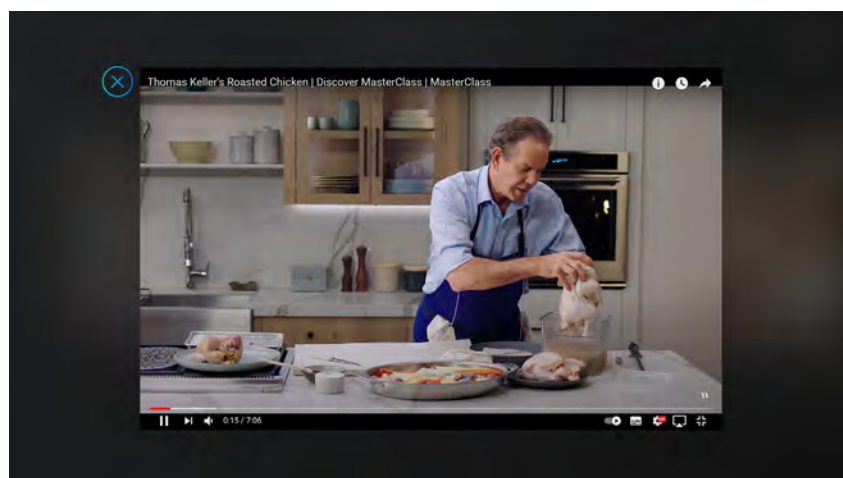 Thomas Keller's Roasted Chicken | Discover MasterClass | MasterClass
0:15 / 7:06